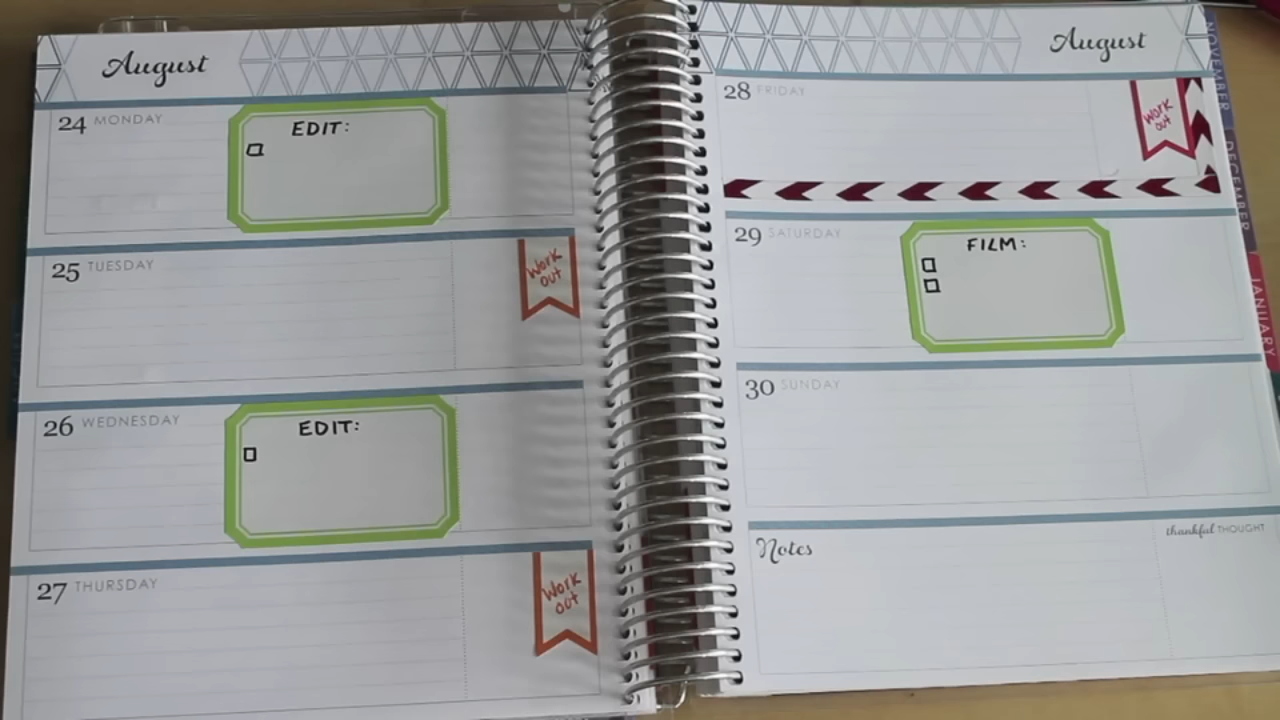 August
24 MONDAY
EDIT:
25 TUESDAY
Work
out
26 WEDNESDAY
EDIT:
27 THURSDAY
Work
out
August
28 FRIDAY
Work
out
29 SATURDAY
FILM:
30 SUNDAY
Notes
thankful THOUGHT
NOVEMBER
DECEMBER
JANUARY